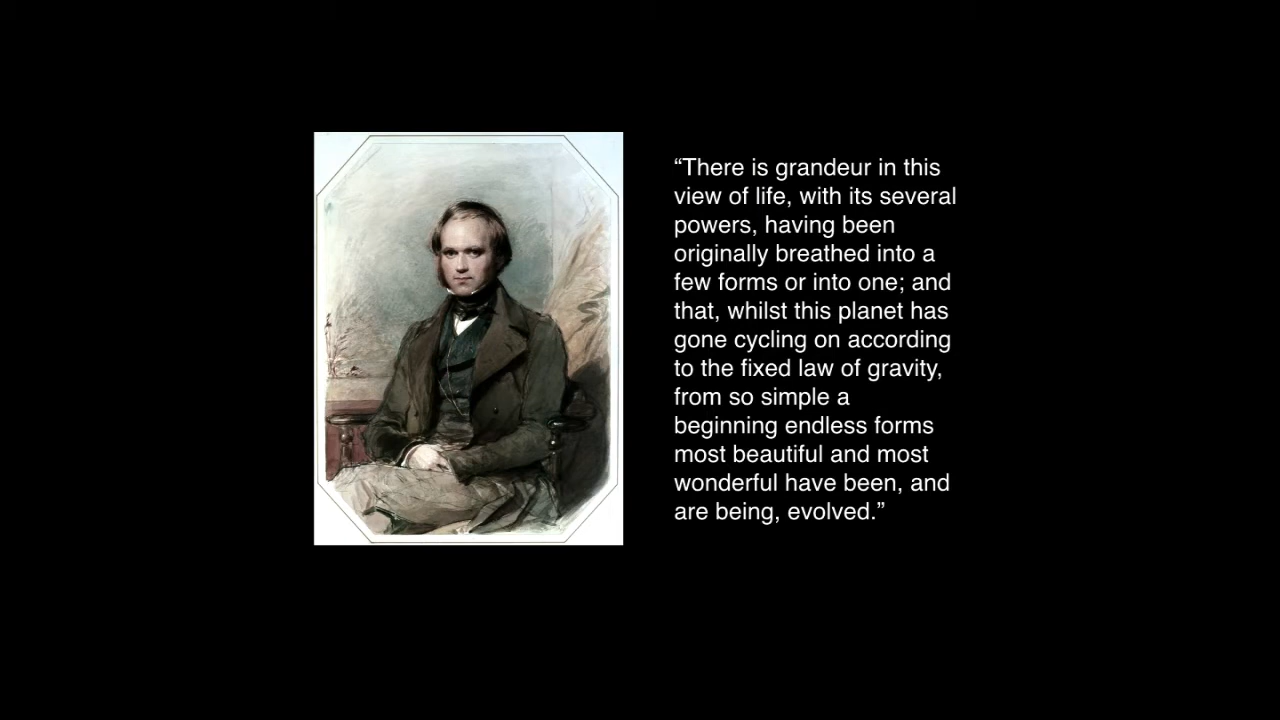 “There is grandeur in this
view of life, with its several
powers, having been
originally breathed into a
few forms or into one; and
that, whilst this planet has
gone cycling on according
to the fixed law of gravity,
from so simple a
beginning endless forms
most beautiful and most
wonderful have been, and
are being, evolved.”